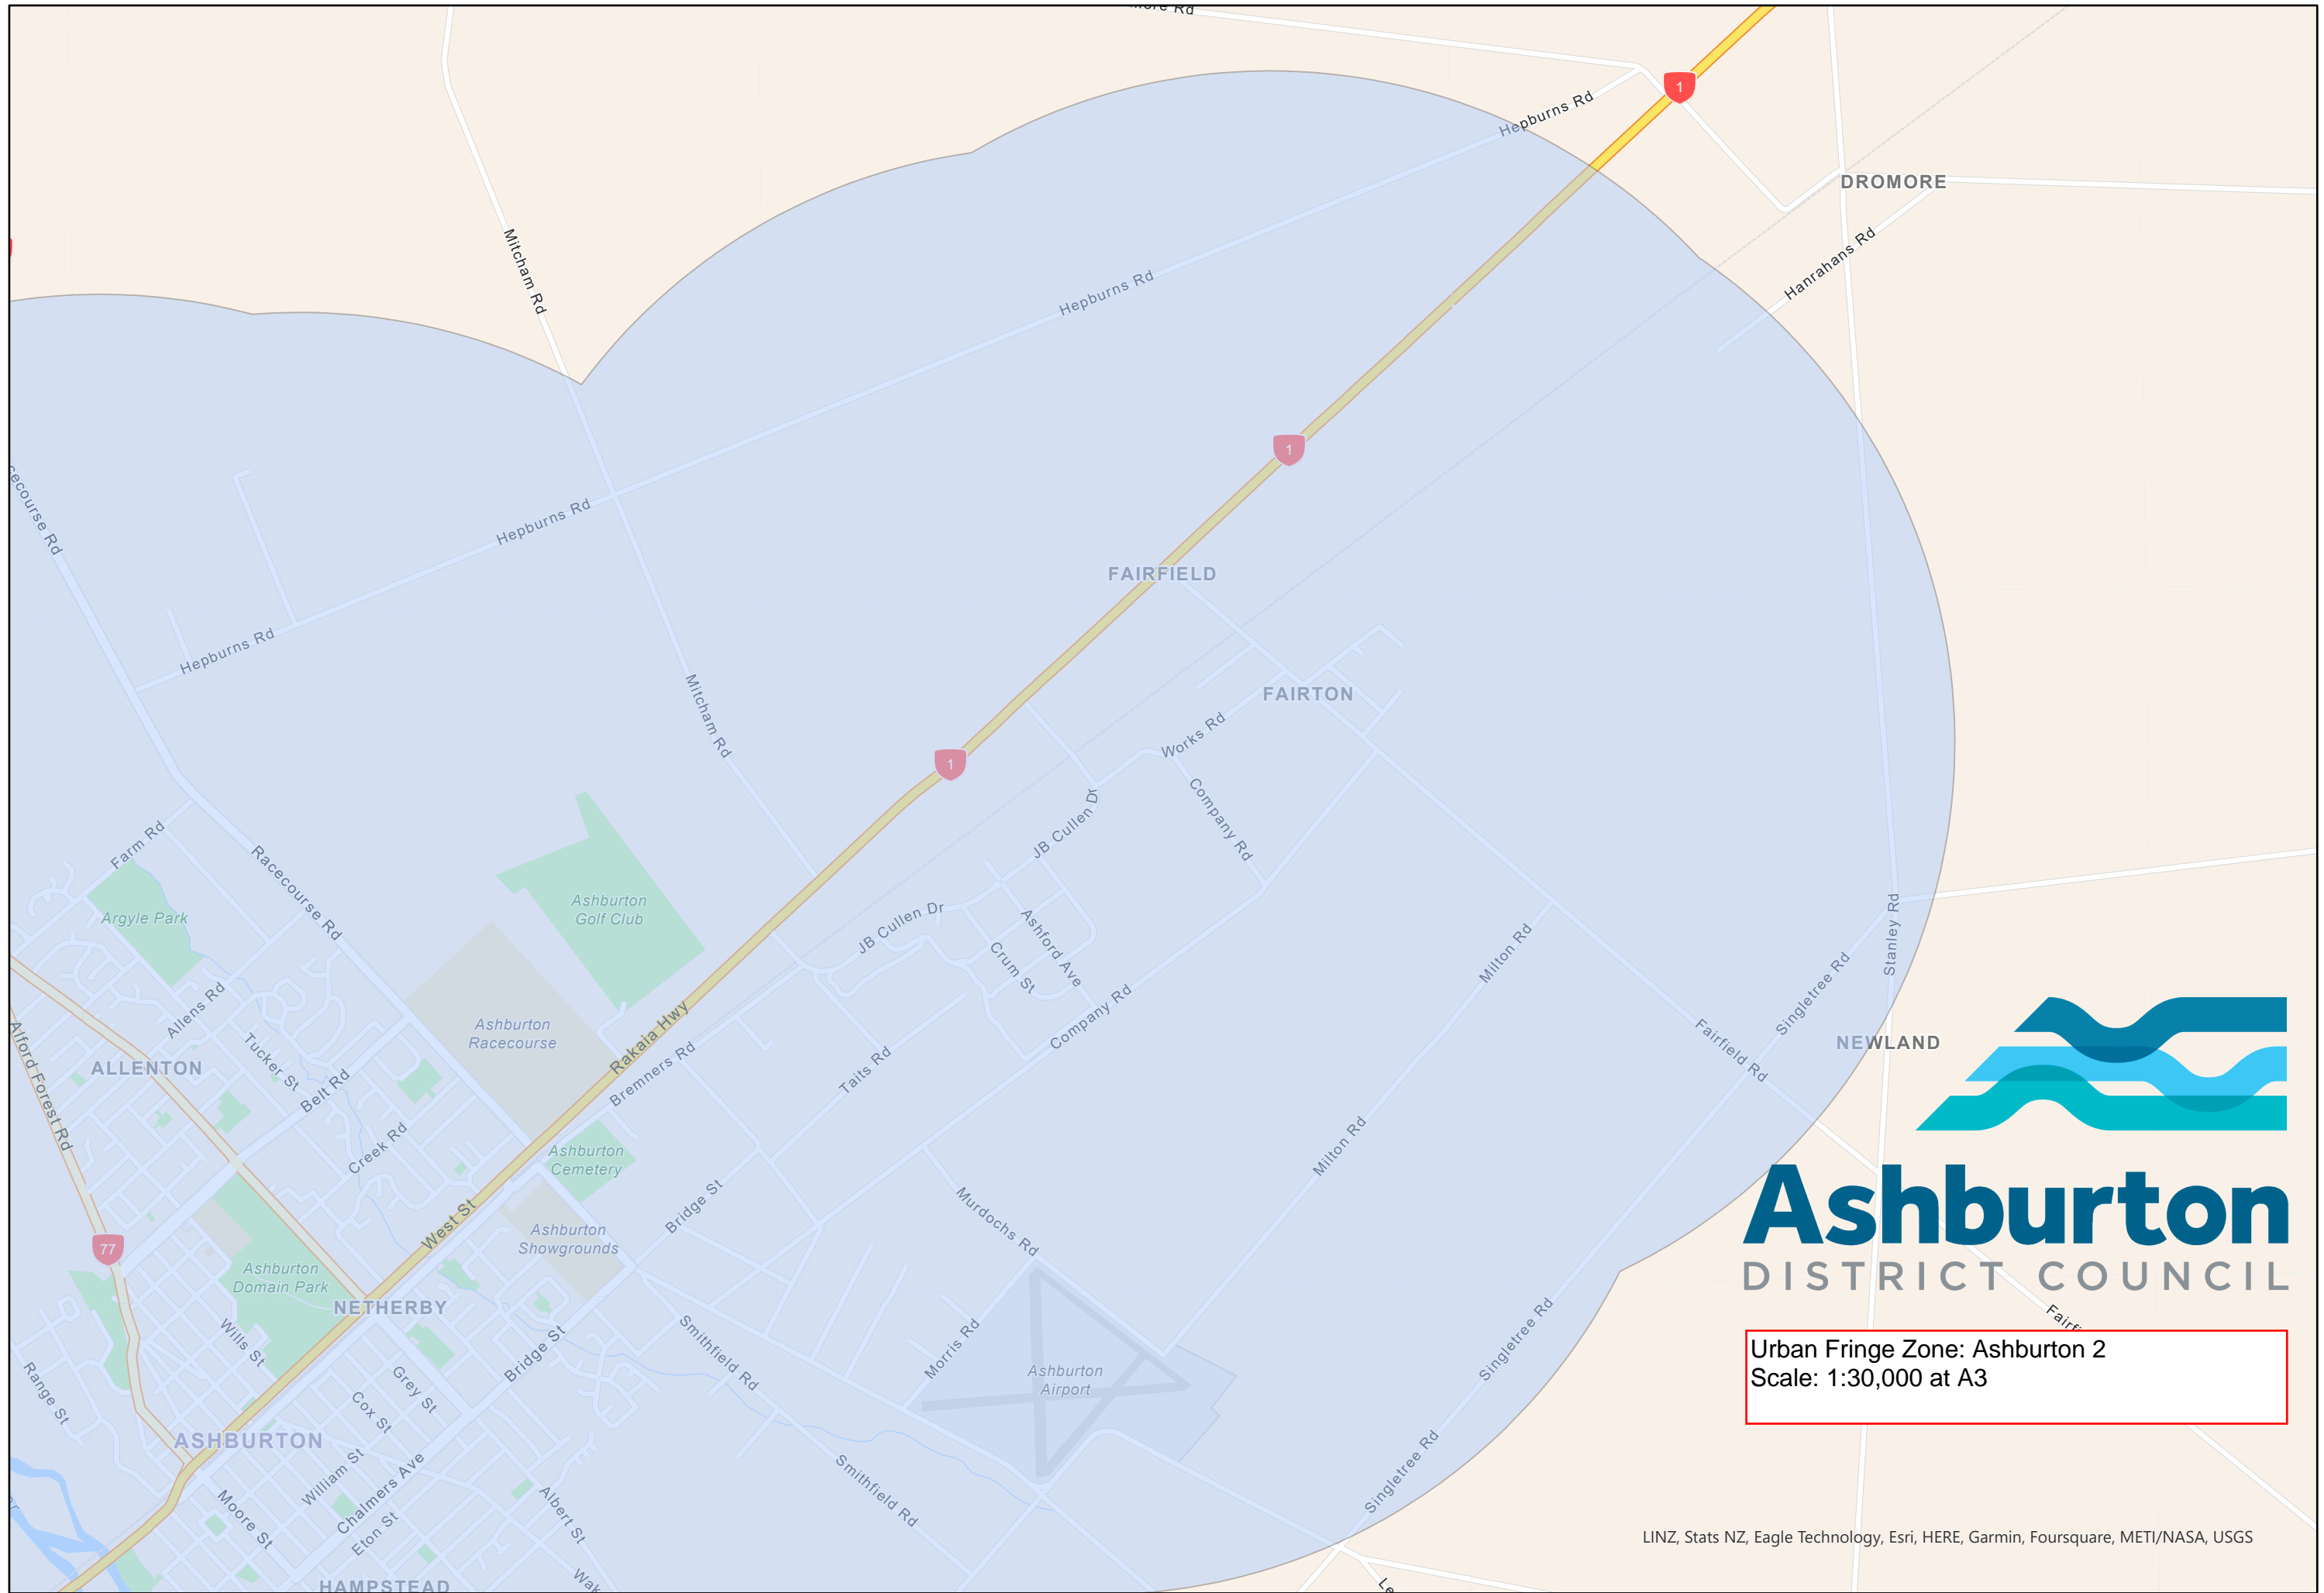 Hepburns Rd
1
DROMORE
Mitcham Rd
Hanrahans Rd
Hepburns Rd
1
Hepburns Rd
FAIRFIELD
Hepburns Rd
Mitcham Rd
FAIRTON
Works Rd
1
Company Rd
JB Cullen Dr
Farm Rd
Racecourse Rd
Argyle Park
Ashburton
Golf Club
JB Cullen Dr
Ashford Ave
Crum St
Milton Rd
Stanley Rd
Singletree Rd
Allens Rd
Ashburton
Racecourse
Rakaia Hwy
Company Rd
Fairfield Rd
NEWLAND
Alford Forest Rd
ALLENTON
Tucker St
Belt Rd
Bremners Rd
Taits Rd
Creek Rd
Ashburton
Cemetery
Milton Rd
Bridge St
Murdochs Rd
West St
Ashburton
Showgrounds
77
Ashburton
Domain Park
NETHERBY
Ashburton
DISTRICT COUNCIL
Wills St
Bridge St
Smithfield Rd
Morris Rd
Singletree Rd
Urban Fringe Zone: Ashburton 2
Scale: 1:30,000 at A3
Range St
Grey St
Cox St
Ashburton
Airport
ASHBURTON
William St
Chalmers Ave
Singletree Rd
Moore St
Eton St
Albert St
Smithfield Rd
LINZ, Stats NZ, Eagle Technology, Esri, HERE, Garmin, Foursquare, METI/NASA, USGS
HAMPSTEAD